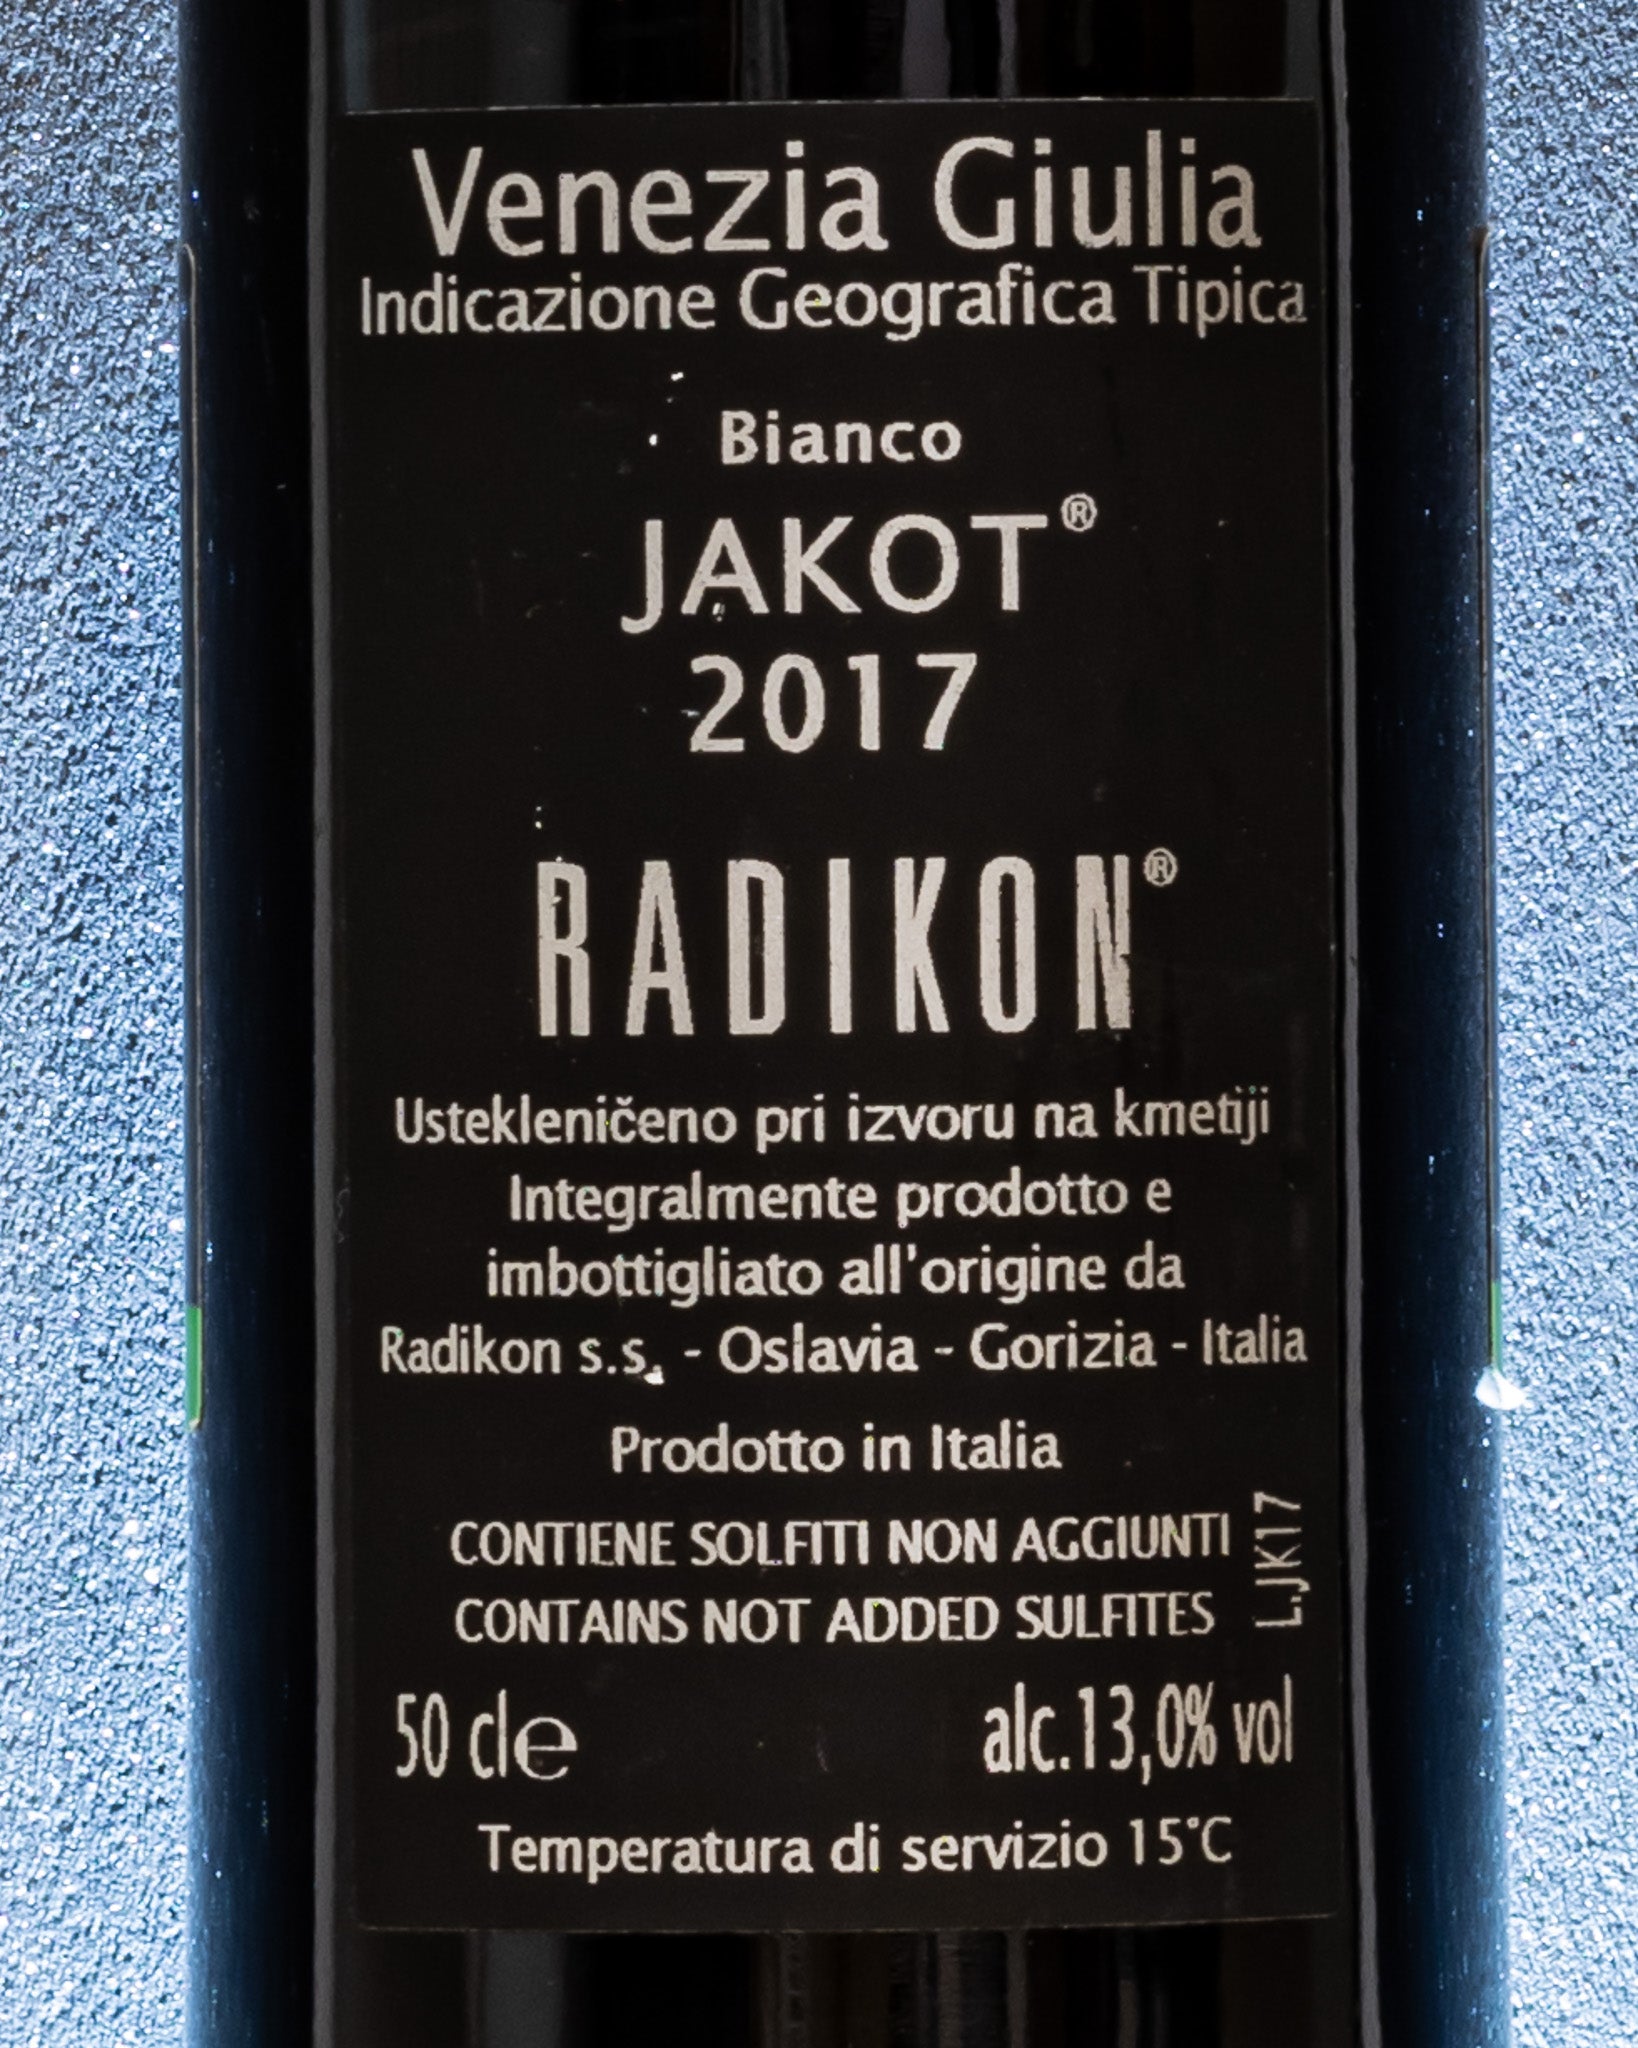 Venezia Giulia
Indicazione Geografica Tipica
Bianco
JAKOT®
2017
RADIKON®
Ustekleničeno pri izvoru na kmetiji
Integralmente prodotto e
imbottigliato all'origine da
Radikon s.s. - Oslavia - Gorizia - Italia
Prodotto in Italia
CONTIENE SOLFITI NON AGGIUNTI
CONTAINS NOT ADDED SULFITES
L.JK17
50 cl℮
alc.13,0% vol
Temperatura di servizio 15°C